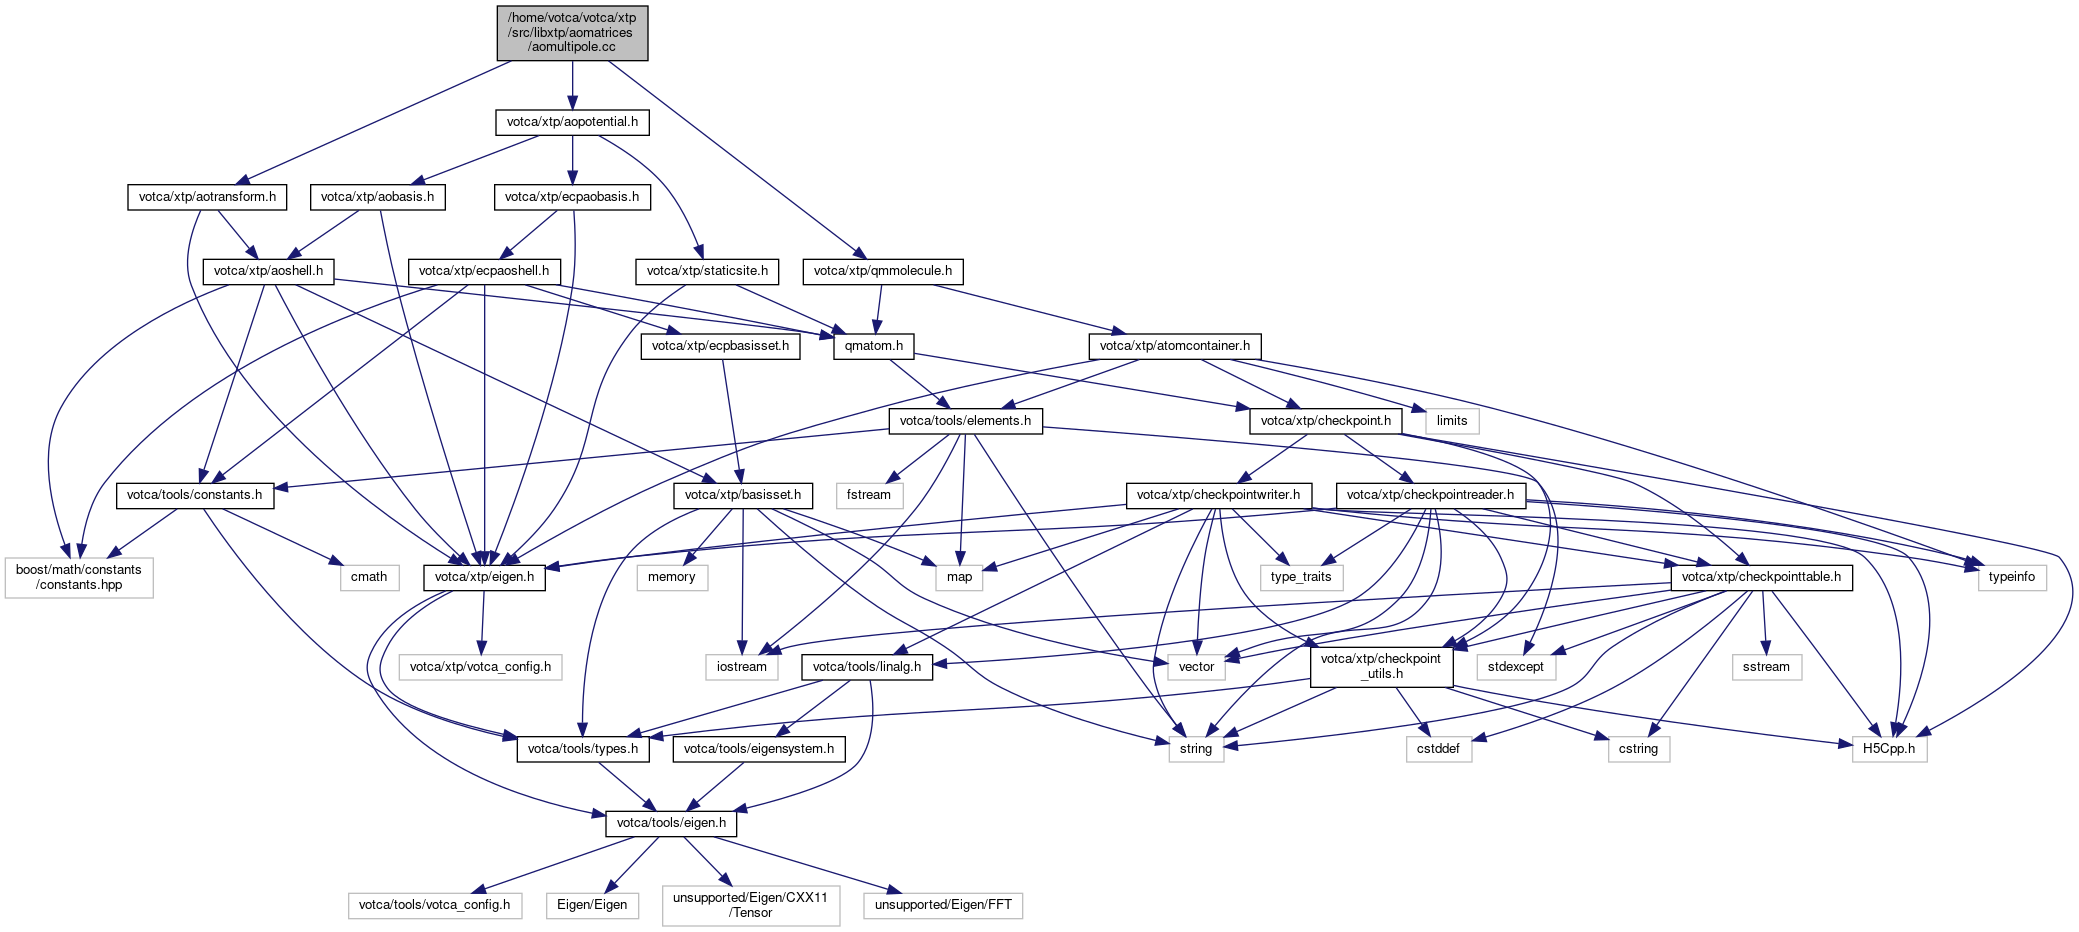 /home/votca/votca/xtp
/src/libxtp/aomatrices
/aomultipole.cc
votca/xtp/aopotential.h
votca/xtp/aotransform.h
votca/xtp/aobasis.h
votca/xtp/ecpaobasis.h
votca/xtp/aoshell.h
votca/xtp/ecpaoshell.h
votca/xtp/staticsite.h
votca/xtp/qmmolecule.h
votca/xtp/ecpbasisset.h
qmatom.h
votca/xtp/atomcontainer.h
votca/tools/elements.h
votca/xtp/checkpoint.h
limits
votca/tools/constants.h
votca/xtp/basisset.h
fstream
votca/xtp/checkpointwriter.h
votca/xtp/checkpointreader.h
boost/math/constants
/constants.hpp
cmath
votca/xtp/eigen.h
memory
map
type_traits
votca/xtp/checkpointtable.h
typeinfo
votca/xtp/votca_config.h
iostream
votca/tools/linalg.h
vector
votca/xtp/checkpoint
_utils.h
stdexcept
sstream
votca/tools/types.h
votca/tools/eigensystem.h
string
cstddef
cstring
H5Cpp.h
votca/tools/eigen.h
votca/tools/votca_config.h
Eigen/Eigen
unsupported/Eigen/CXX11
/Tensor
unsupported/Eigen/FFT